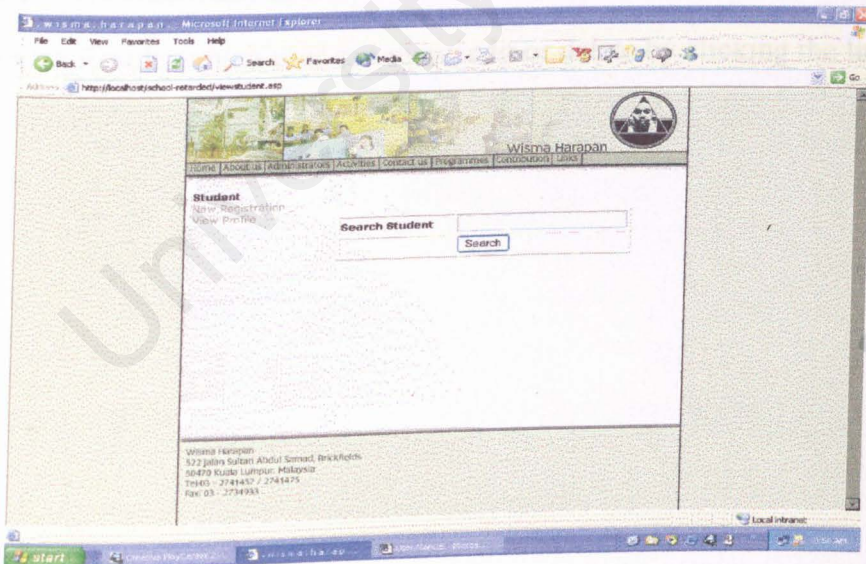 wisma.harapan - Microsoft Internet Explorer
File Edit View Favorites Tools Help
Back Search Favorites Media
Address http://localhost/school-retarded/viewstudent.asp Go
Wisma Harapan
Home About us Administrators Activities Contact us Programmes Contribution Links
Student
New Registration
View Profile
Search Student
Search
Wisma Harapan
522 Jalan Sultan Abdul Samad, Brickfields
50470 Kuala Lumpur, Malaysia
Tel:03 - 2741437 / 2741475
Fax: 03 - 2734933
Local intranet
start
University